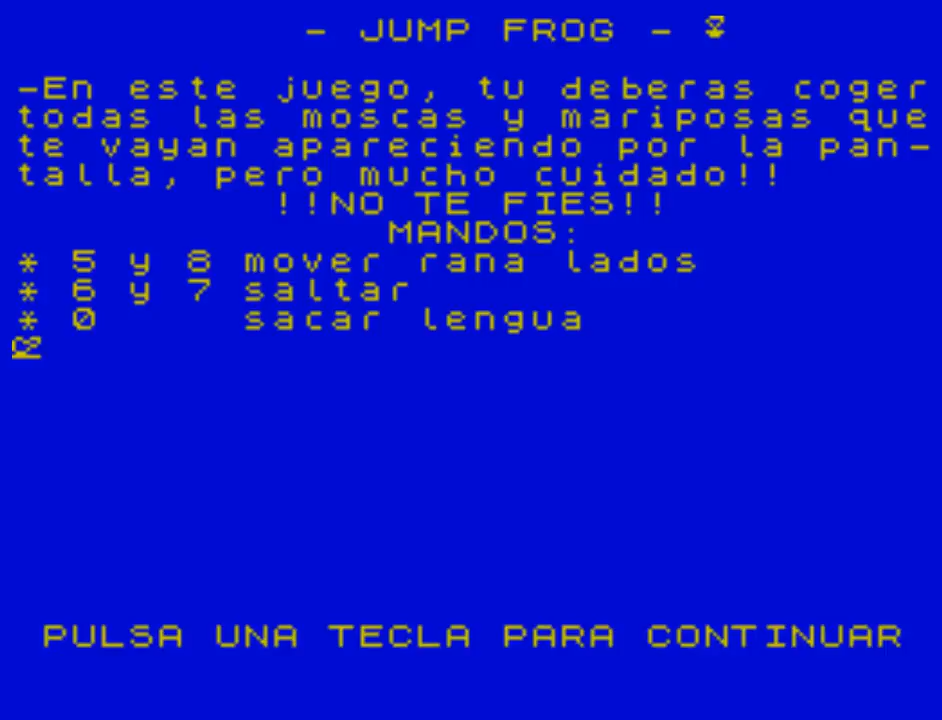 - JUMP FROG -
-En este juego, tu deberas coger
todas las moscas y mariposas que
te vayan apareciendo por la pan-
talla, pero mucho cuidado!!
!!NO TE FIES!!
MANDOS:
* 5 y 8 mover rana lados
* 6 y 7 saltar
* 0 sacar lengua
PULSA UNA TECLA PARA CONTINUAR